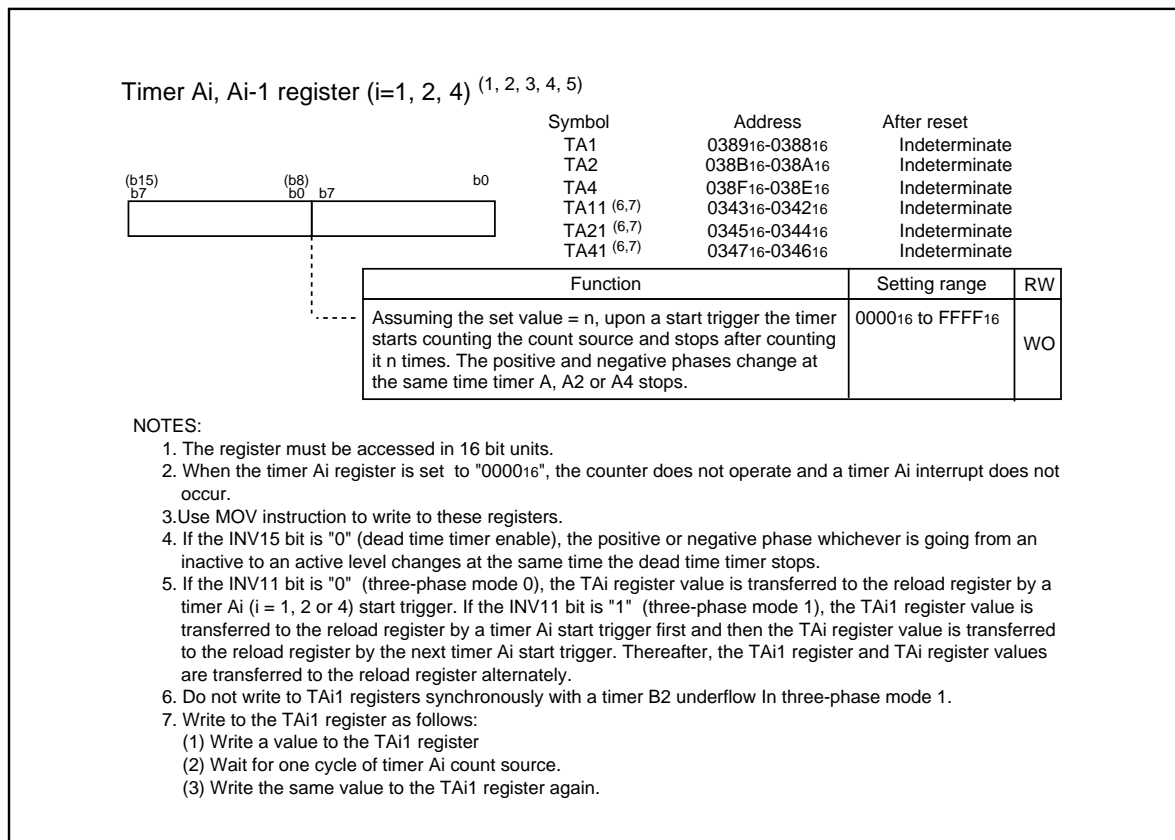 Timer Ai, Ai-1 register (i=1, 2, 4) (1, 2, 3, 4, 5)
Symbol Address After reset
TA1 038916-038816 Indeterminate
TA2 038B16-038A16 Indeterminate
TA4 038F16-038E16 Indeterminate
TA11 (6,7) 034316-034216 Indeterminate
TA21 (6,7) 034516-034416 Indeterminate
TA41 (6,7) 034716-034616 Indeterminate
(b15) (b8)
b7 b0 b7 b0
Function Setting range RW
Assuming the set value = n, upon a start trigger the timer 000016 to FFFF16
starts counting the count source and stops after counting
it n times. The positive and negative phases change at WO
the same time timer A, A2 or A4 stops.
NOTES:
1. The register must be accessed in 16 bit units.
2. When the timer Ai register is set to "000016", the counter does not operate and a timer Ai interrupt does not
occur.
3.Use MOV instruction to write to these registers.
4. If the INV15 bit is "0" (dead time timer enable), the positive or negative phase whichever is going from an
inactive to an active level changes at the same time the dead time timer stops.
5. If the INV11 bit is "0" (three-phase mode 0), the TAi register value is transferred to the reload register by a
timer Ai (i = 1, 2 or 4) start trigger. If the INV11 bit is "1" (three-phase mode 1), the TAi1 register value is
transferred to the reload register by a timer Ai start trigger first and then the TAi register value is transferred
to the reload register by the next timer Ai start trigger. Thereafter, the TAi1 register and TAi register values
are transferred to the reload register alternately.
6. Do not write to TAi1 registers synchronously with a timer B2 underflow In three-phase mode 1.
7. Write to the TAi1 register as follows:
(1) Write a value to the TAi1 register
(2) Wait for one cycle of timer Ai count source.
(3) Write the same value to the TAi1 register again.